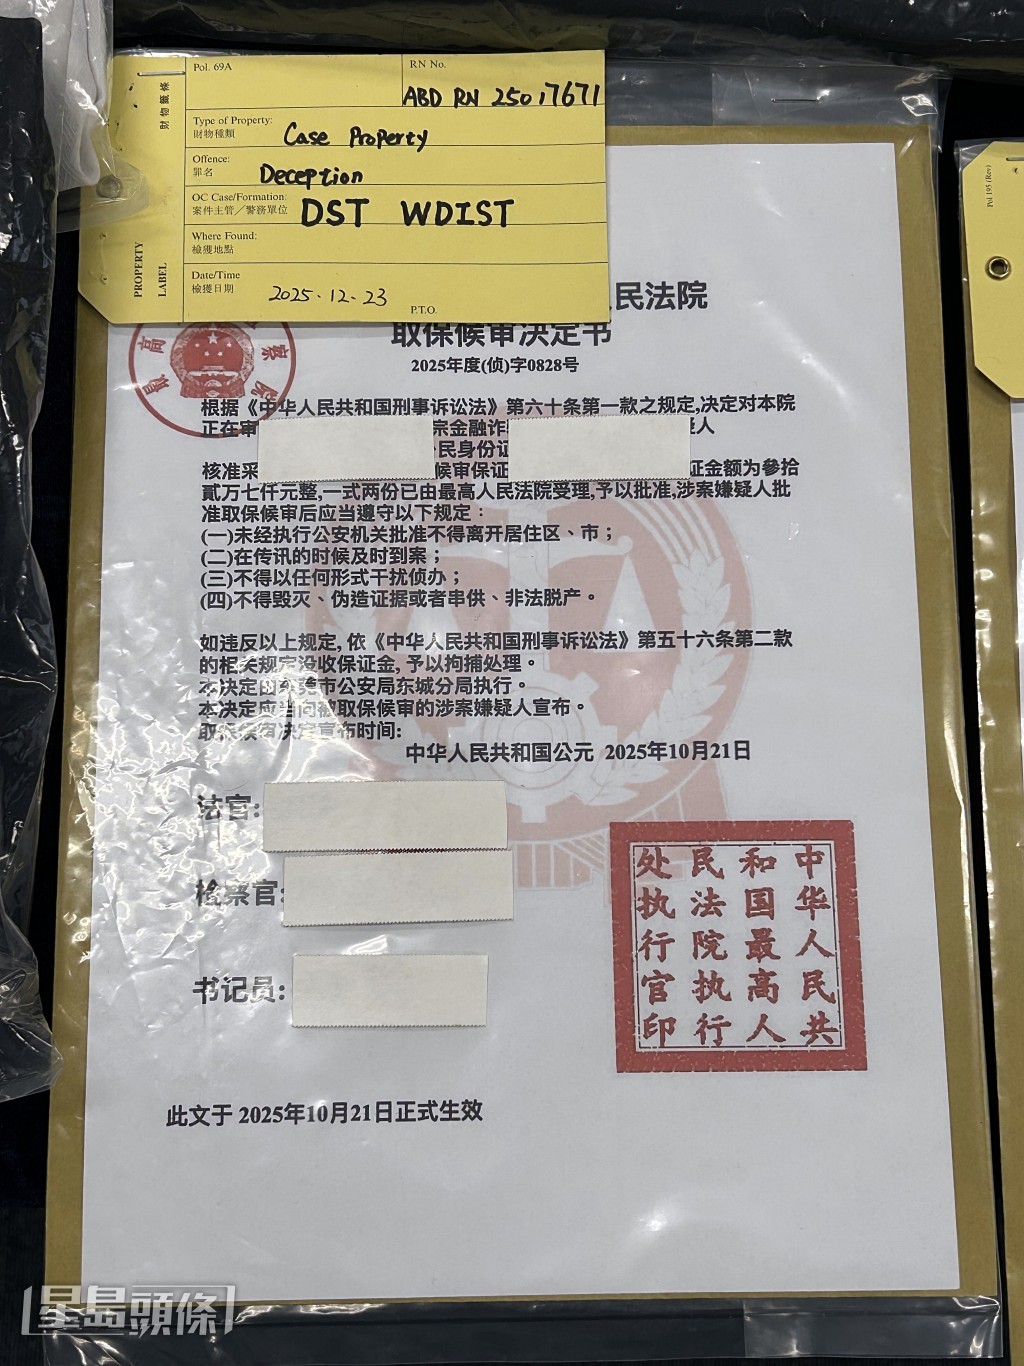 Pol. 69A
RN No.
ABD RN 25017671
財物籤條
PROPERTY
LABEL
Type of Property:
財物種類
Case Property
Offence:
罪名
Deception
OC Case/Formation:
案件主管／警務單位
DST WDIST
Where Found:
檢獲地點
Date/Time
檢獲日期
2025.12.23
P.T.O.
Pol 195 (Rev)
民法院
取保候审决定书
最高 察院
2025年度(侦)字0828号
根据《中华人民共和国刑事诉讼法》第六十条第一款之规定,决定对本院
正在审 宗金融诈 疑人
民身份证
核准采 候审保证 证金额为參拾
貳万七仟元整,一式两份已由最高人民法院受理,予以批准,涉案嫌疑人批
准取保候审后应当遵守以下规定：
(一)未经执行公安机关批准不得离开居住区、市；
(二)在传讯的时候及时到案；
(三)不得以任何形式干扰侦办；
(四)不得毁灭、伪造证据或者串供、非法脱产。
如违反以上规定,依《中华人民共和国刑事诉讼法》第五十六条第二款
的相关规定没收保证金,予以拘捕处理。
本决定由东莞市公安局东城分局执行。
本决定应当向被取保候审的涉案嫌疑人宣布。
取保候审决定宣布时间:
中华人民共和国公元 2025年10月21日
法官:
检察官:
书记员:
中华人民共
和国最高人
民法院执行
处执行官印
此文于 2025年10月21日正式生效
星島頭條